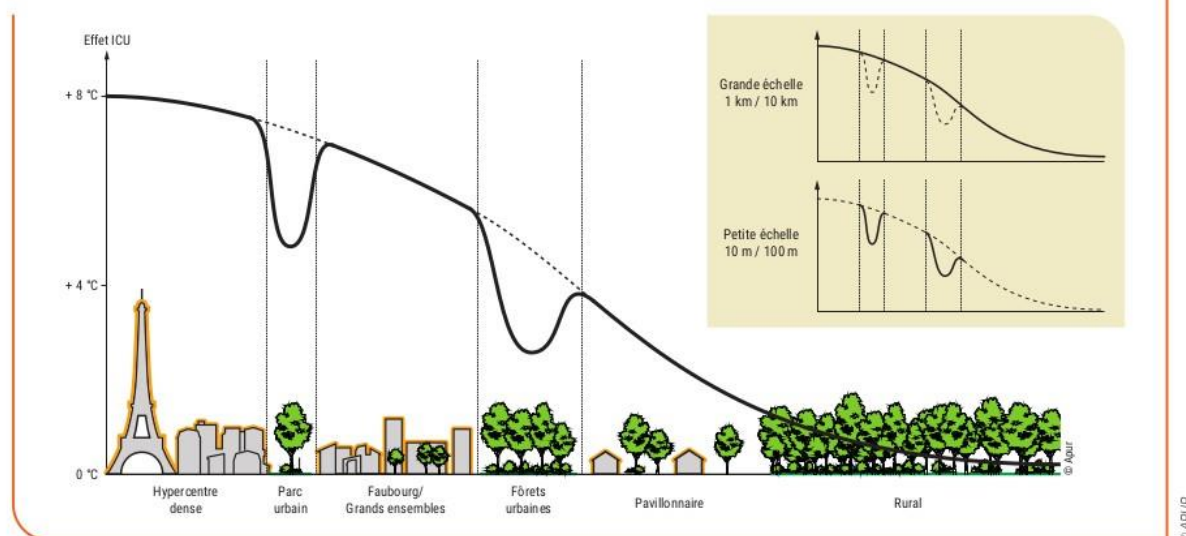 Effet ICU
+ 8 °C
+ 4 °C
0 °C
Hypercentre
dense
Parc
urbain
Faubourg/
Grands ensembles
Fôrets
urbaines
Pavillonnaire
Rural
© Apur
Grande échelle
1 km / 10 km
Petite échelle
10 m / 100 m
© APUR